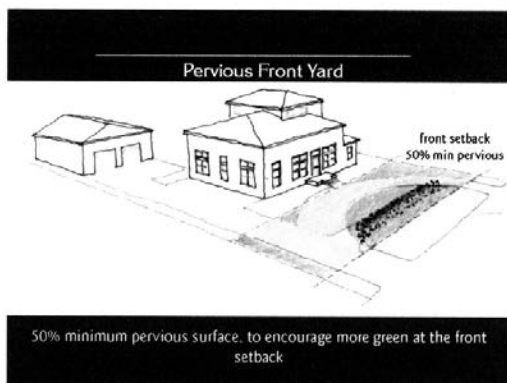 Pervious Front Yard
front setback
50% min pervious
50% minimum pervious surface, to encourage more green at the front
setback